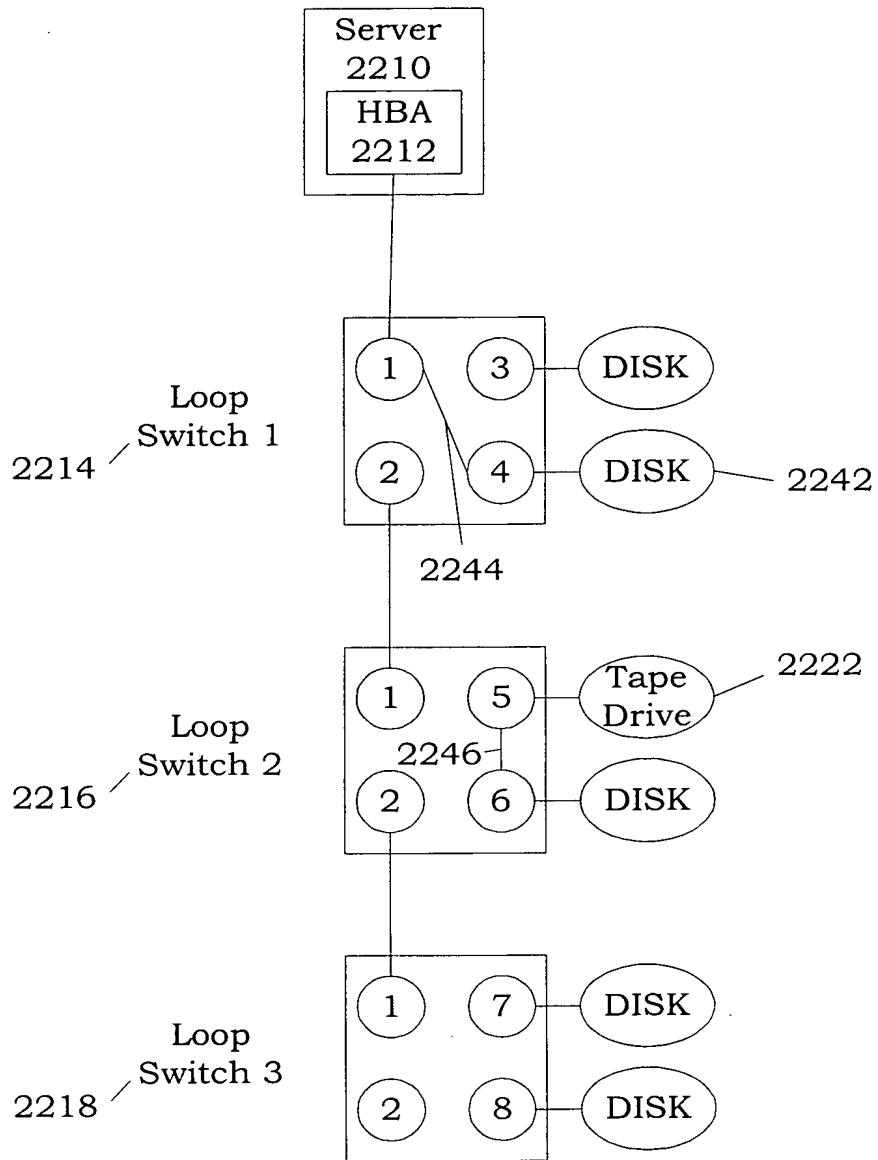 Server
2210
HBA
2212
1
3
DISK
Loop
Switch 1
2214
2
4
DISK
2242
2244
1
5
Tape
Drive
2222
Loop
Switch 2
2216
2246
2
6
DISK
1
7
DISK
Loop
Switch 3
2218
2
8
DISK